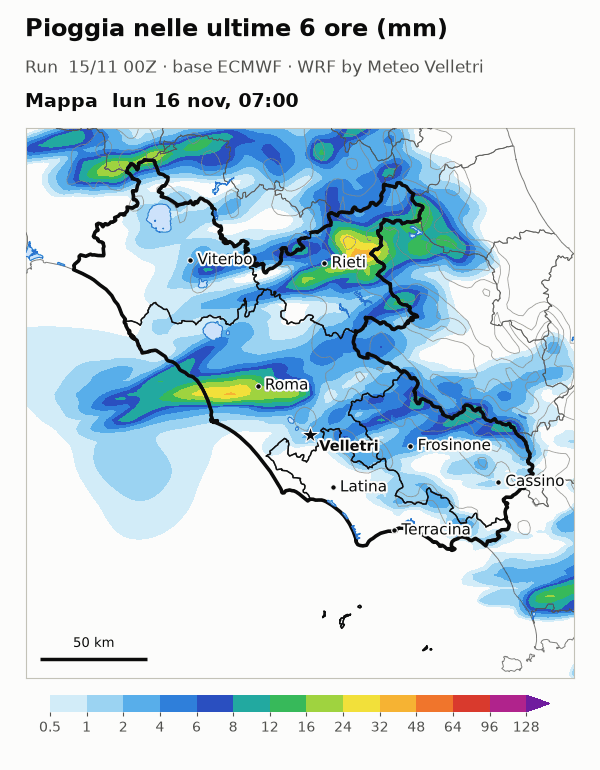 Pioggia nelle ultime 6 ore (mm)
Run  15/11 00Z · base ECMWF · WRF by Meteo Velletri
Mappa  lun 16 nov, 07:00
Viterbo
Rieti
Roma
Velletri
Frosinone
Latina
Cassino
Terracina
50 km
0.5 1 2 4 6 8 12 16 24 32 48 64 96 128